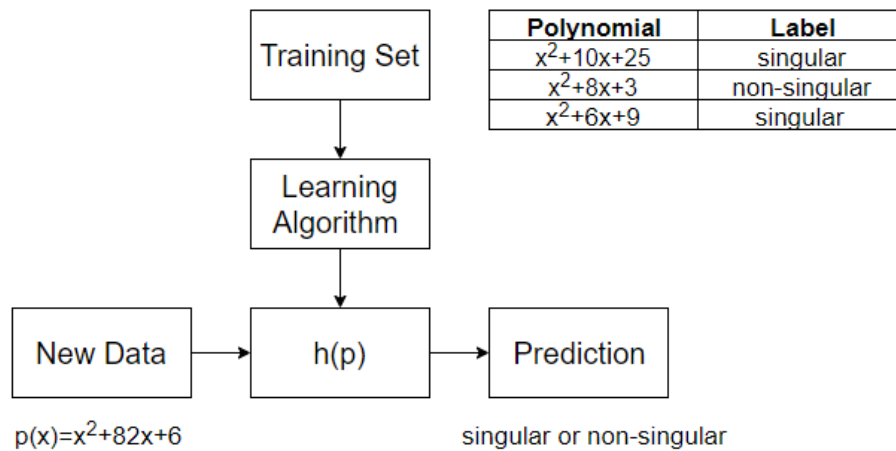 Training Set
Polynomial Label
x²+10x+25 singular
x²+8x+3 non-singular
x²+6x+9 singular
Learning
Algorithm
New Data
h(p)
Prediction
p(x)=x²+82x+6
singular or non-singular